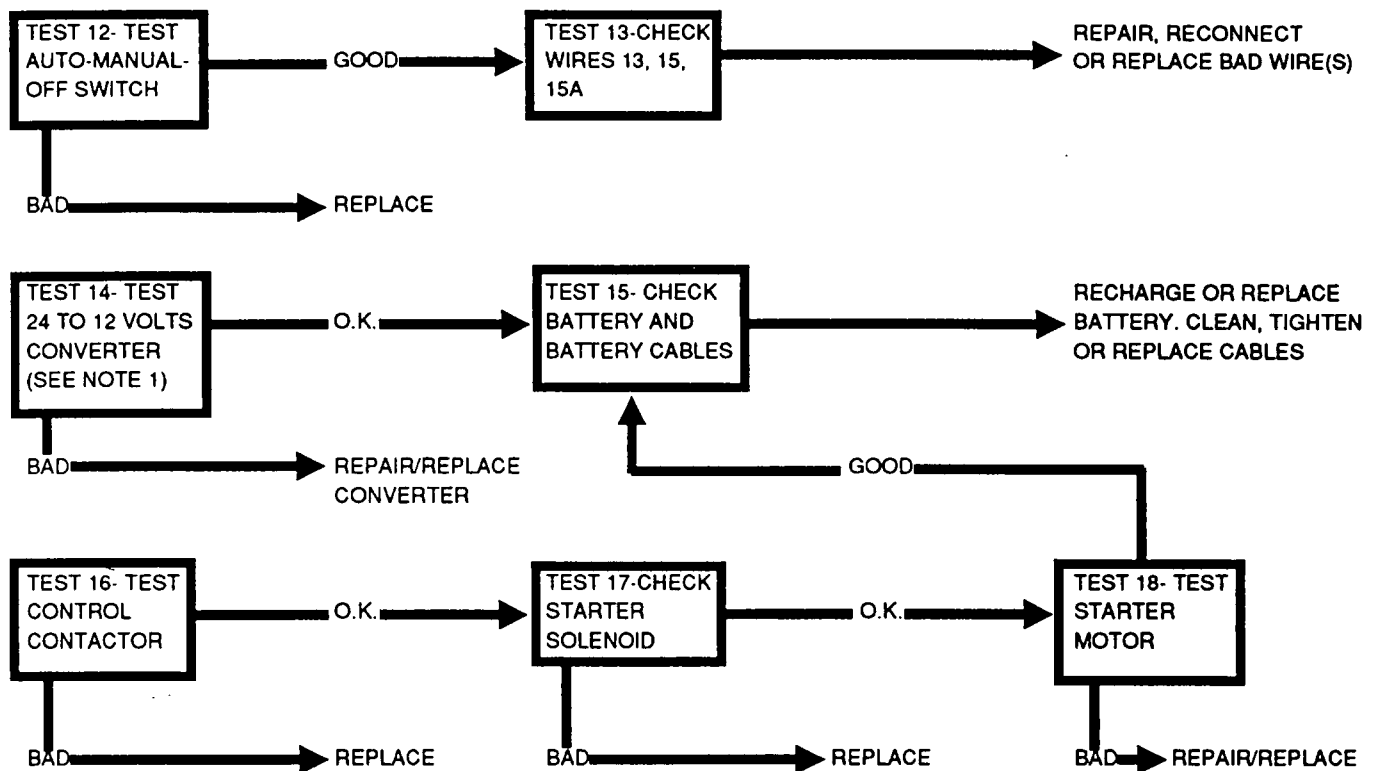 TEST 12- TEST
AUTO-MANUAL-
OFF SWITCH
GOOD
TEST 13-CHECK
WIRES 13, 15,
15A
REPAIR, RECONNECT
OR REPLACE BAD WIRE(S)
BAD
REPLACE
TEST 14- TEST
24 TO 12 VOLTS
CONVERTER
(SEE NOTE 1)
O.K.
TEST 15- CHECK
BATTERY AND
BATTERY CABLES
RECHARGE OR REPLACE
BATTERY. CLEAN, TIGHTEN
OR REPLACE CABLES
BAD
REPAIR/REPLACE
CONVERTER
GOOD
TEST 16- TEST
CONTROL
CONTACTOR
O.K.
TEST 17-CHECK
STARTER
SOLENOID
O.K.
TEST 18- TEST
STARTER
MOTOR
BAD
REPLACE
BAD
REPLACE
BAD
REPAIR/REPLACE